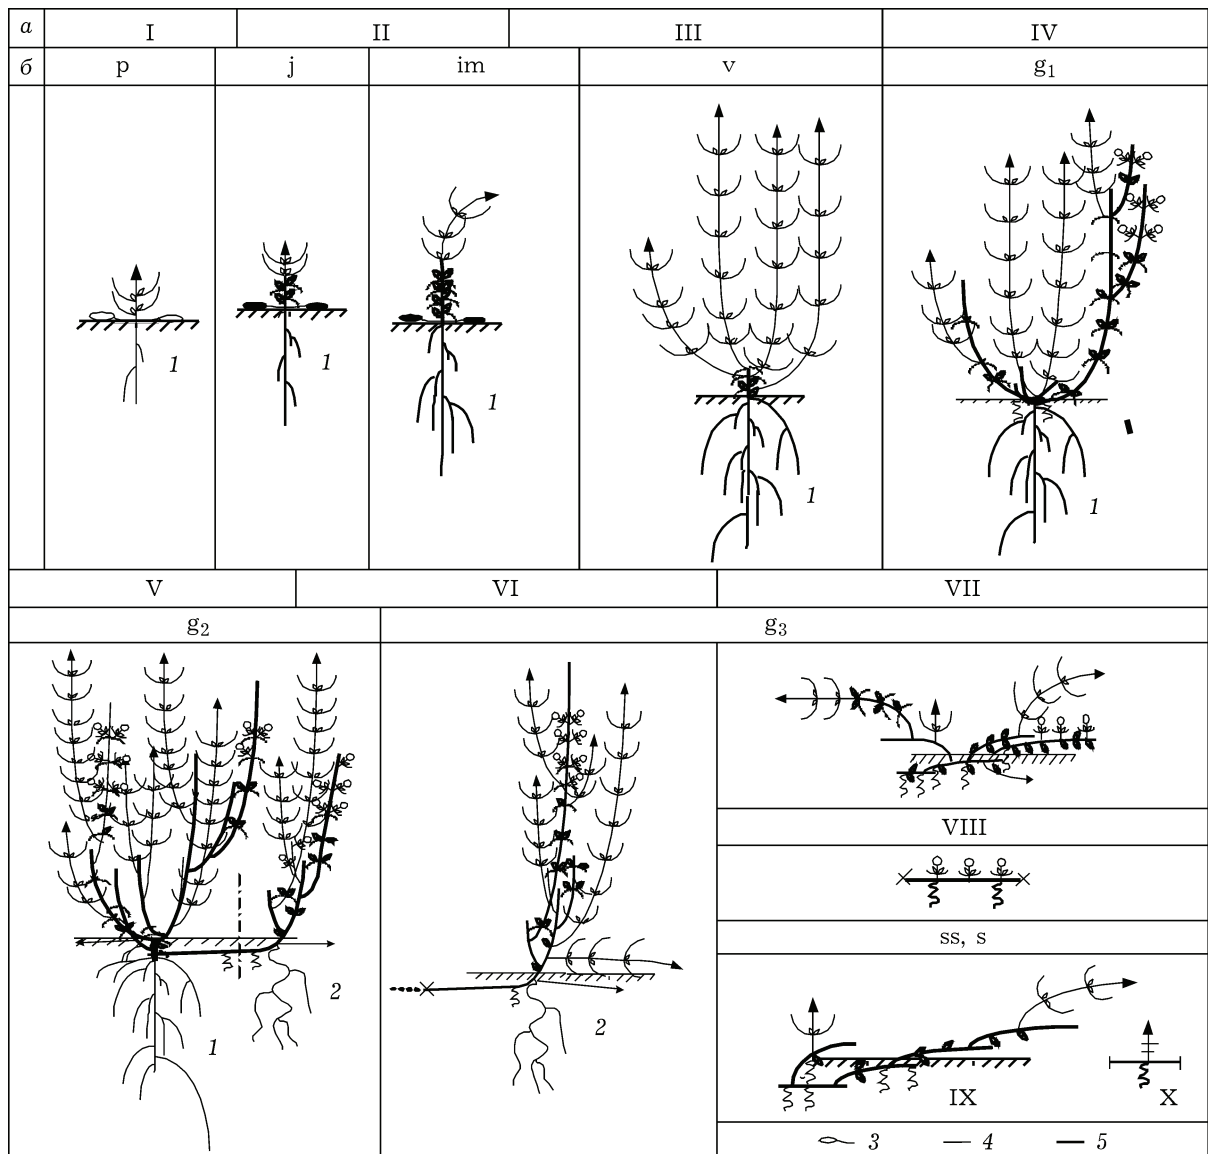 а I II III IV
б p j im v g₁
1 1 1 1 1
V VI VII
g₂ g₃
VIII
ss, s
1 2 2
IX X
3 4 5